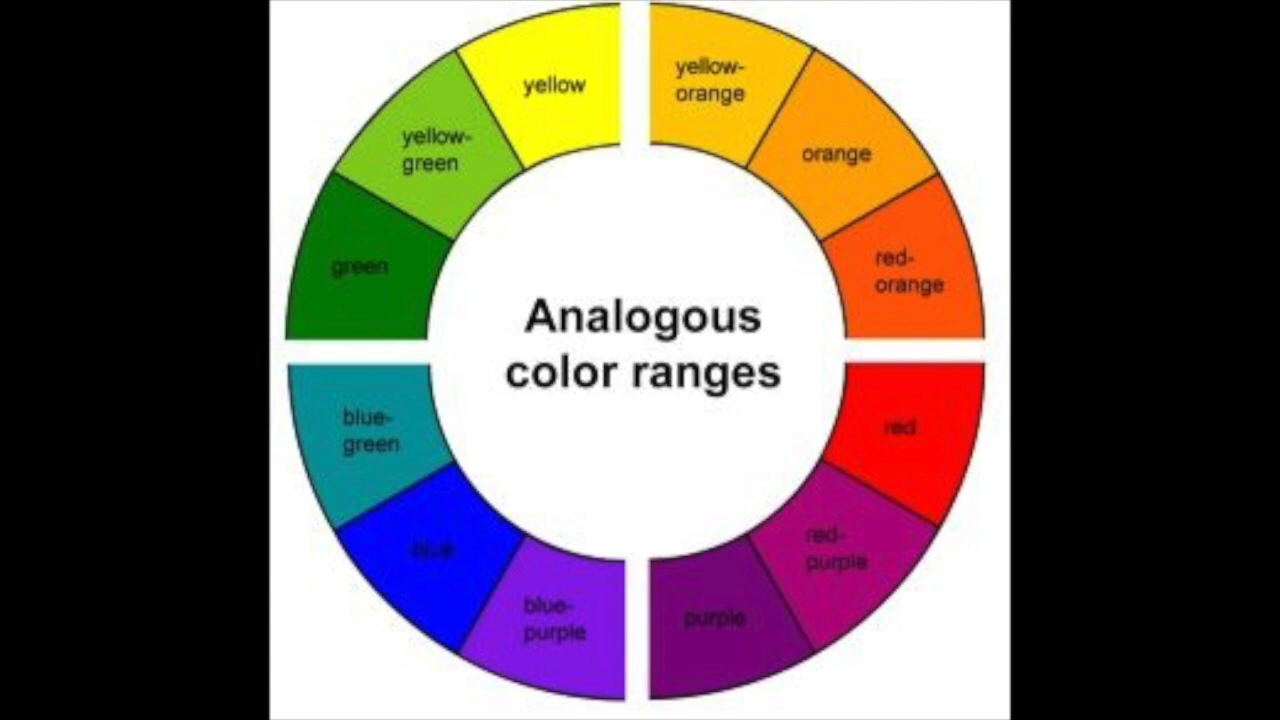 yellow
yellow-
orange
yellow-
green
orange
green
red-
orange
Analogous
color ranges
blue-
green
red
blue
red-
purple
blue-
purple
purple